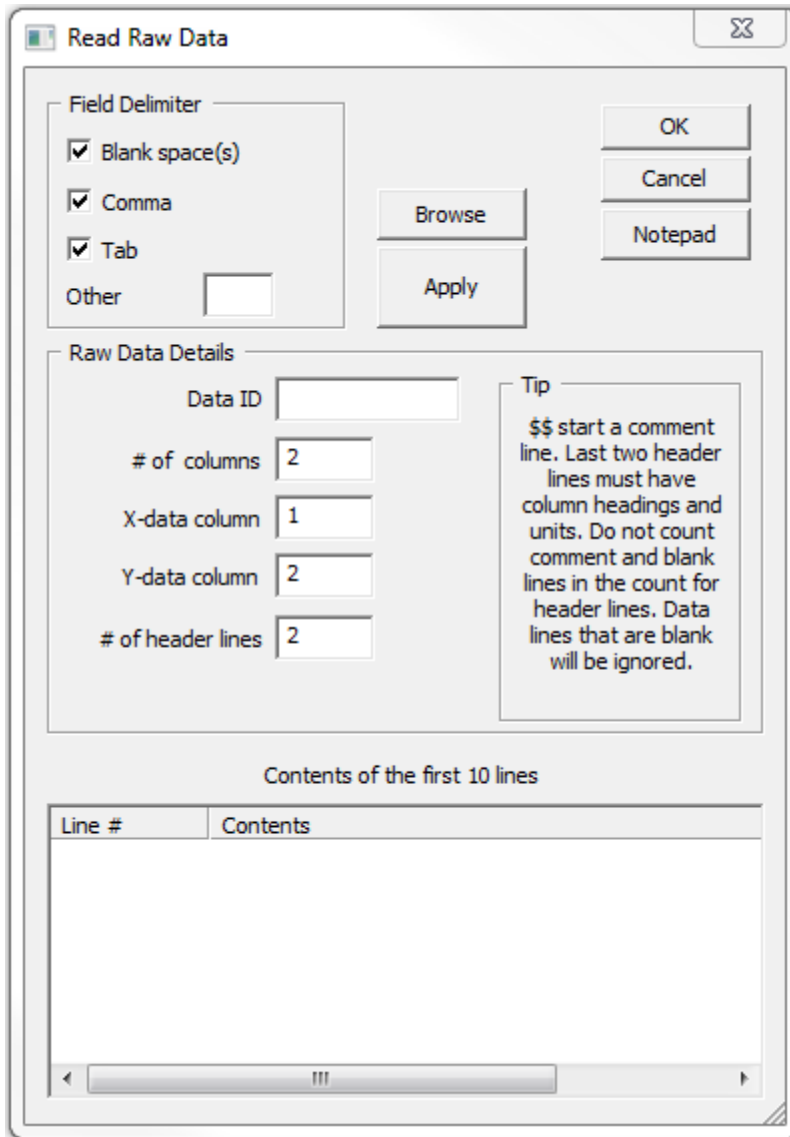 Read Raw Data
Field Delimiter
Blank space(s)
Comma
Tab
Other
Browse
Apply
OK
Cancel
Notepad
Raw Data Details
Data ID
# of columns 2
X-data column 1
Y-data column 2
# of header lines 2
Tip
$$ start a comment
line. Last two header
lines must have
column headings and
units. Do not count
comment and blank
lines in the count for
header lines. Data
lines that are blank
will be ignored.
Contents of the first 10 lines
Line # Contents